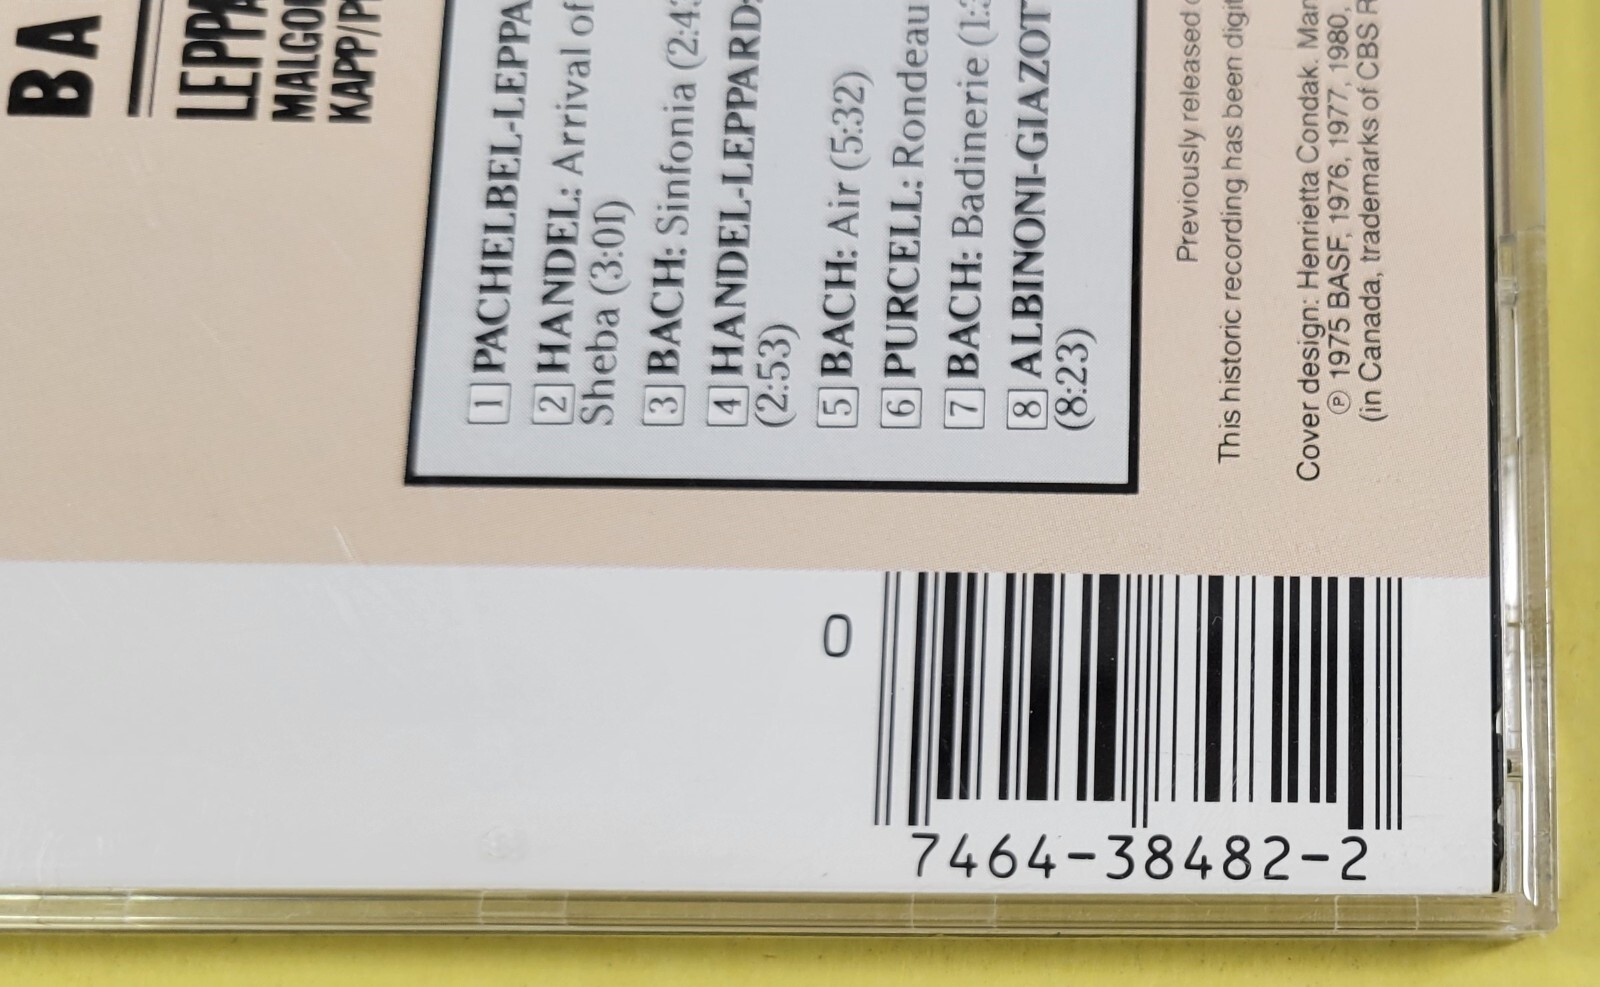 BA
LEPPA
MALGO
KAPP/P
1 PACHELBEL-LEPPA
2 HANDEL: Arrival of
Sheba (3:01)
3 BACH: Sinfonia (2:4
4 HANDEL-LEPPARD:
(2:53)
5 BACH: Air (5:32)
6 PURCELL: Rondeau
7 BACH: Badinerie (1:3
8 ALBINONI-GIAZOT
(8:23)
Previously released
This historic recording has been digit
Cover design: Henrietta Condak. Man
℗ 1975 BASF, 1976, 1977, 1980,
(in Canada, trademarks of CBS R
0
7464-38482-2